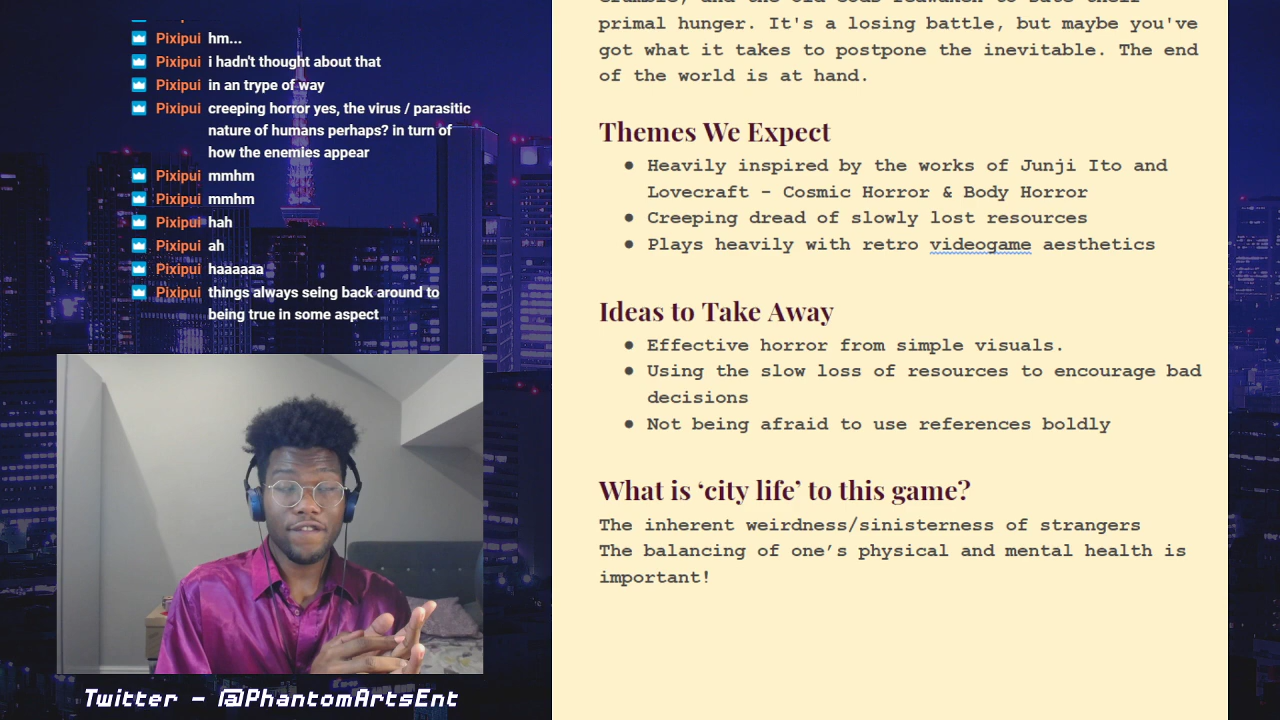 Pixipui hm...
Pixipui i hadn't thought about that
Pixipui in an trype of way
Pixipui creeping horror yes, the virus / parasitic
nature of humans perhaps? in turn of
how the enemies appear
Pixipui mmhm
Pixipui mmhm
Pixipui hah
Pixipui ah
Pixipui haaaaaa
Pixipui things always seing back around to
being true in some aspect
Twitter - @PhantomArtsEnt
primal hunger. It's a losing battle, but maybe you've
got what it takes to postpone the inevitable. The end
of the world is at hand.
Themes We Expect
● Heavily inspired by the works of Junji Ito and
Lovecraft - Cosmic Horror & Body Horror
● Creeping dread of slowly lost resources
● Plays heavily with retro videogame aesthetics
Ideas to Take Away
● Effective horror from simple visuals.
● Using the slow loss of resources to encourage bad
decisions
● Not being afraid to use references boldly
What is ‘city life’ to this game?
The inherent weirdness/sinisterness of strangers
The balancing of one’s physical and mental health is
important!